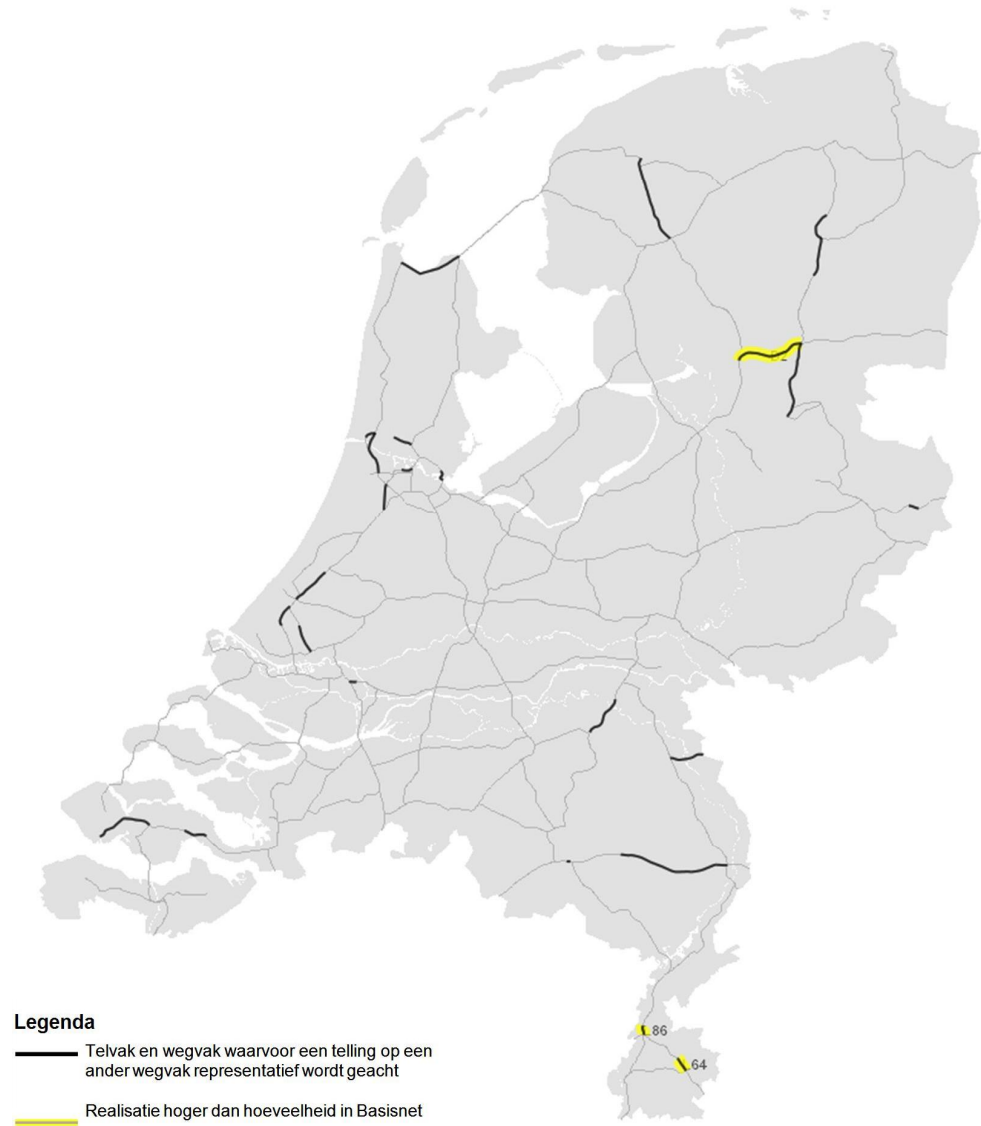 86
64
Legenda
Telvak en wegvak waarvoor een telling op een
ander wegvak representatief wordt geacht
Realisatie hoger dan hoeveelheid in Basisnet